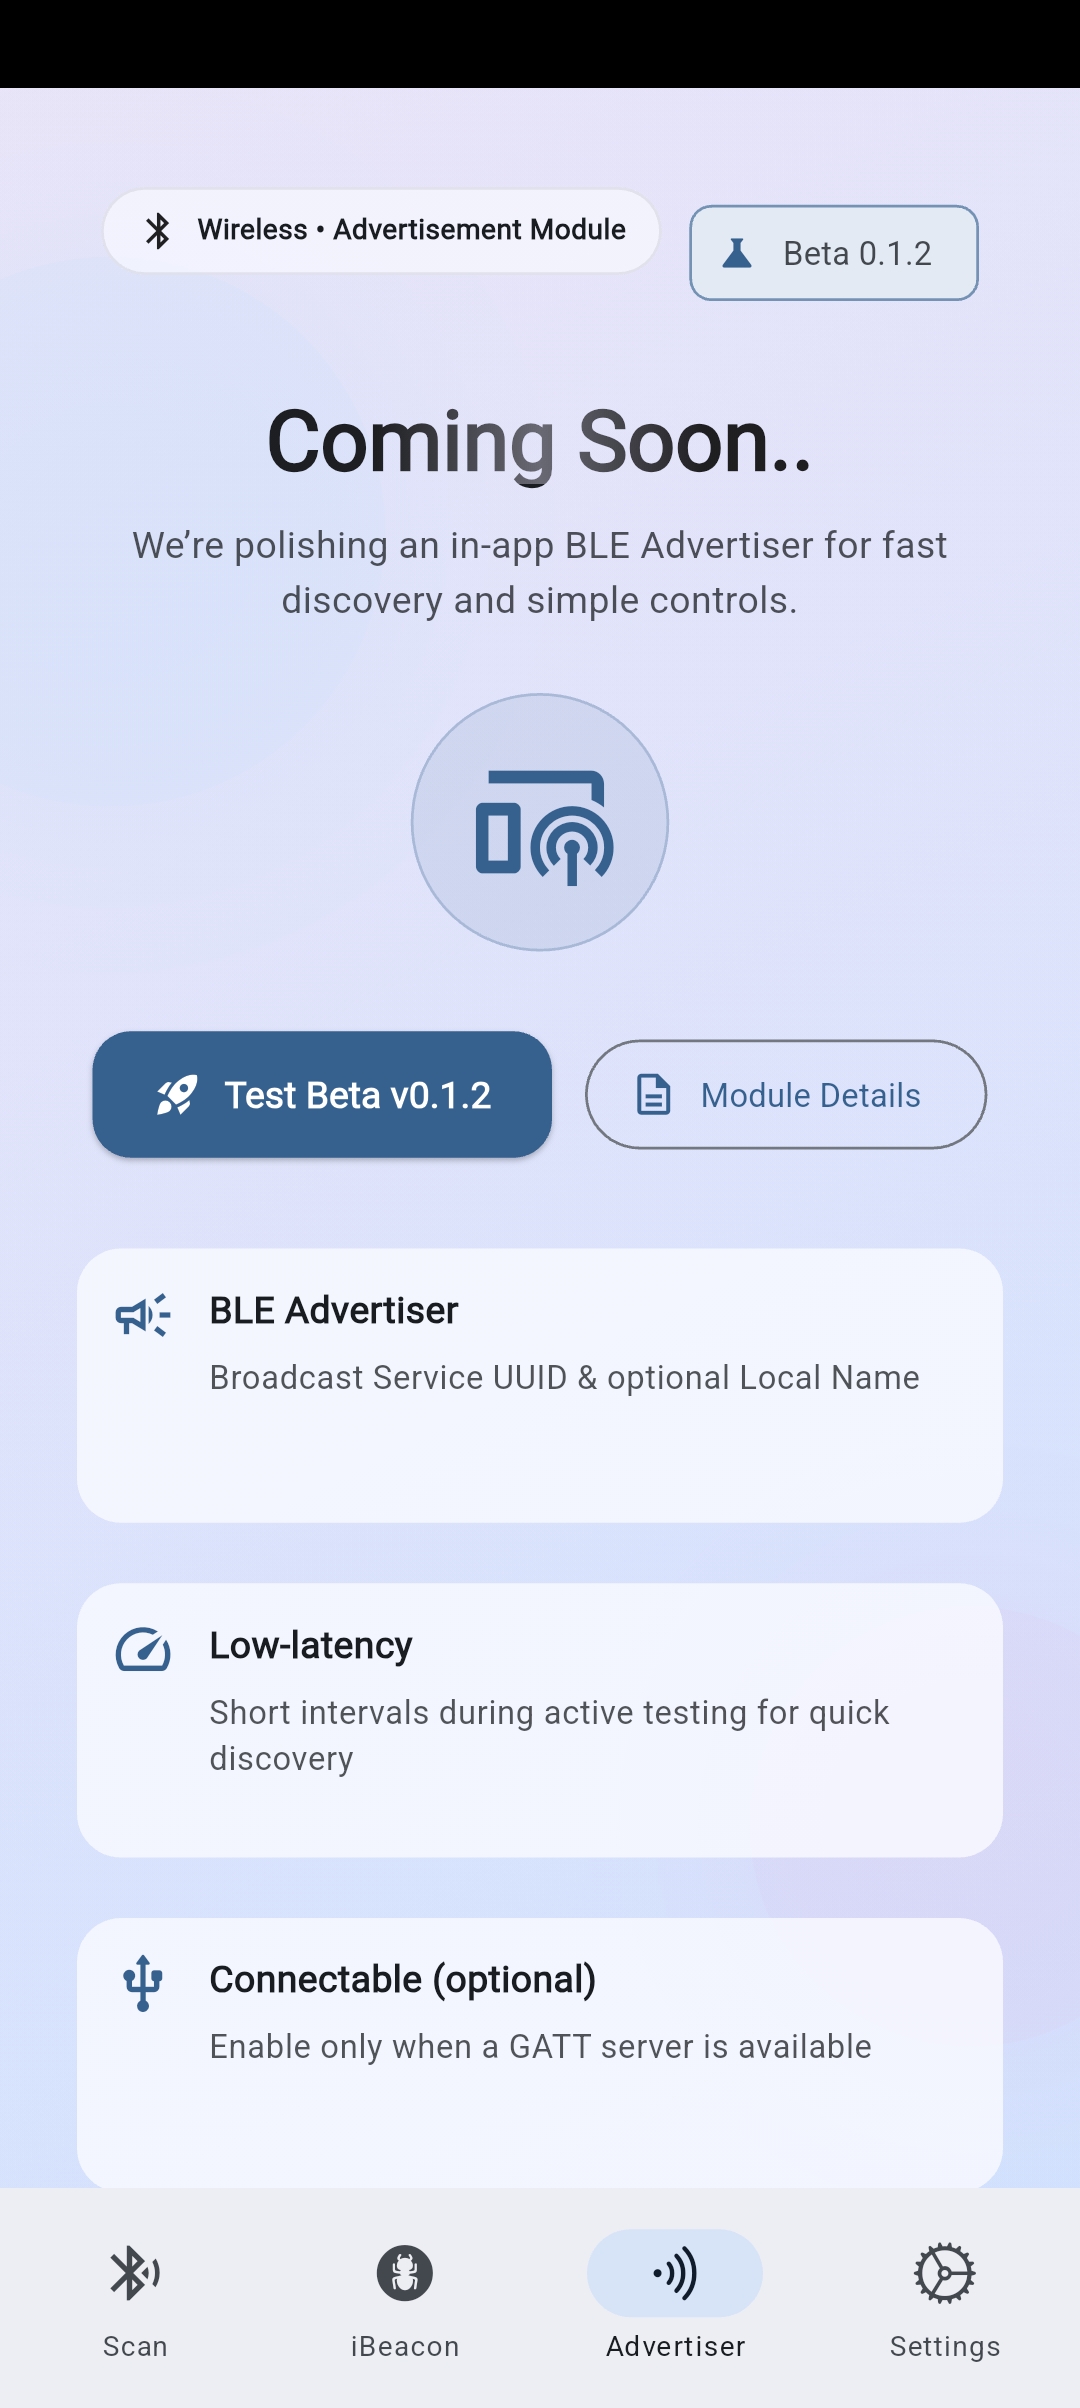 Wireless • Advertisement Module
Beta 0.1.2
Coming Soon..
We’re polishing an in-app BLE Advertiser for fast
discovery and simple controls.
Test Beta v0.1.2
Module Details
BLE Advertiser
Broadcast Service UUID & optional Local Name
Low-latency
Short intervals during active testing for quick
discovery
Connectable (optional)
Enable only when a GATT server is available
Scan
iBeacon
Advertiser
Settings